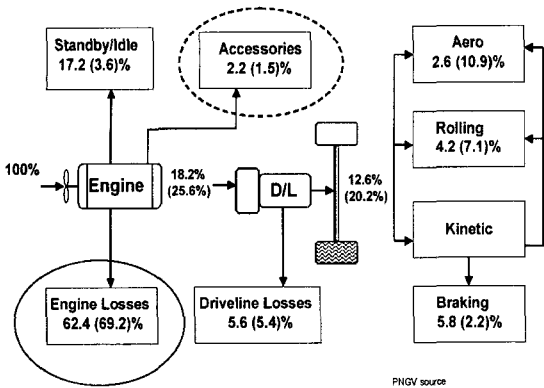 Standby/Idle
17.2 (3.6)%
Accessories
2.2 (1.5)%
Aero
2.6 (10.9)%
Rolling
4.2 (7.1)%
100%
Engine
18.2%
(25.6%)
D/L
12.6%
(20.2%)
Kinetic
Engine Losses
62.4 (69.2)%
Driveline Losses
5.6 (5.4)%
Braking
5.8 (2.2)%
PNGV source